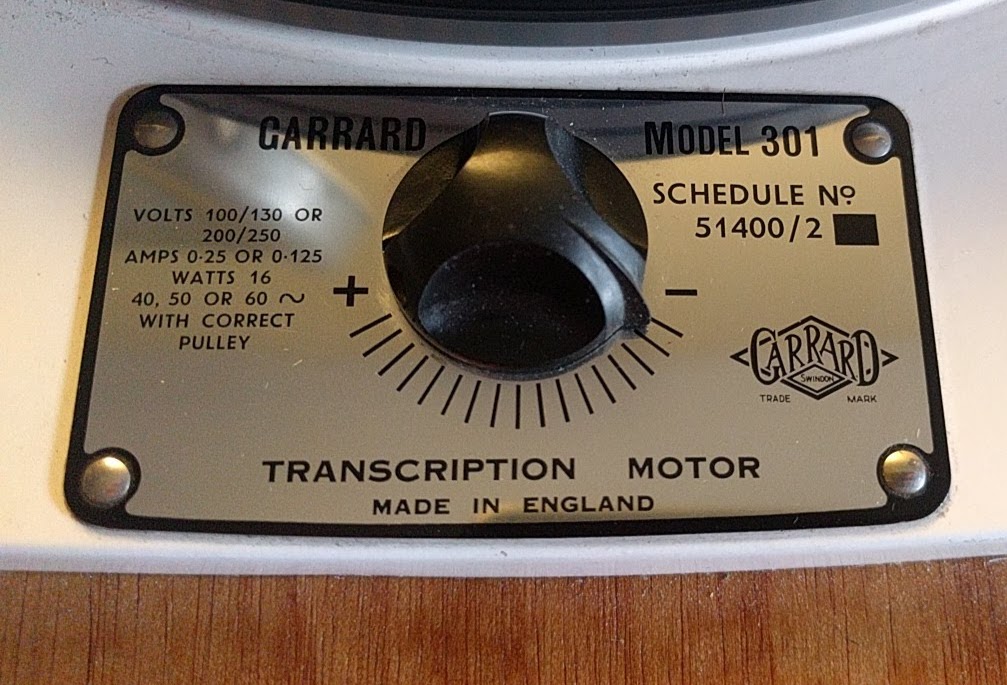 GARRARD
MODEL 301
SCHEDULE Nº
51400/2
VOLTS 100/130 OR
200/250
AMPS 0·25 OR 0·125
WATTS 16
40, 50 OR 60 ~
WITH CORRECT
PULLEY
+
−
GARRARD
SWINDON
TRADE MARK
TRANSCRIPTION MOTOR
MADE IN ENGLAND